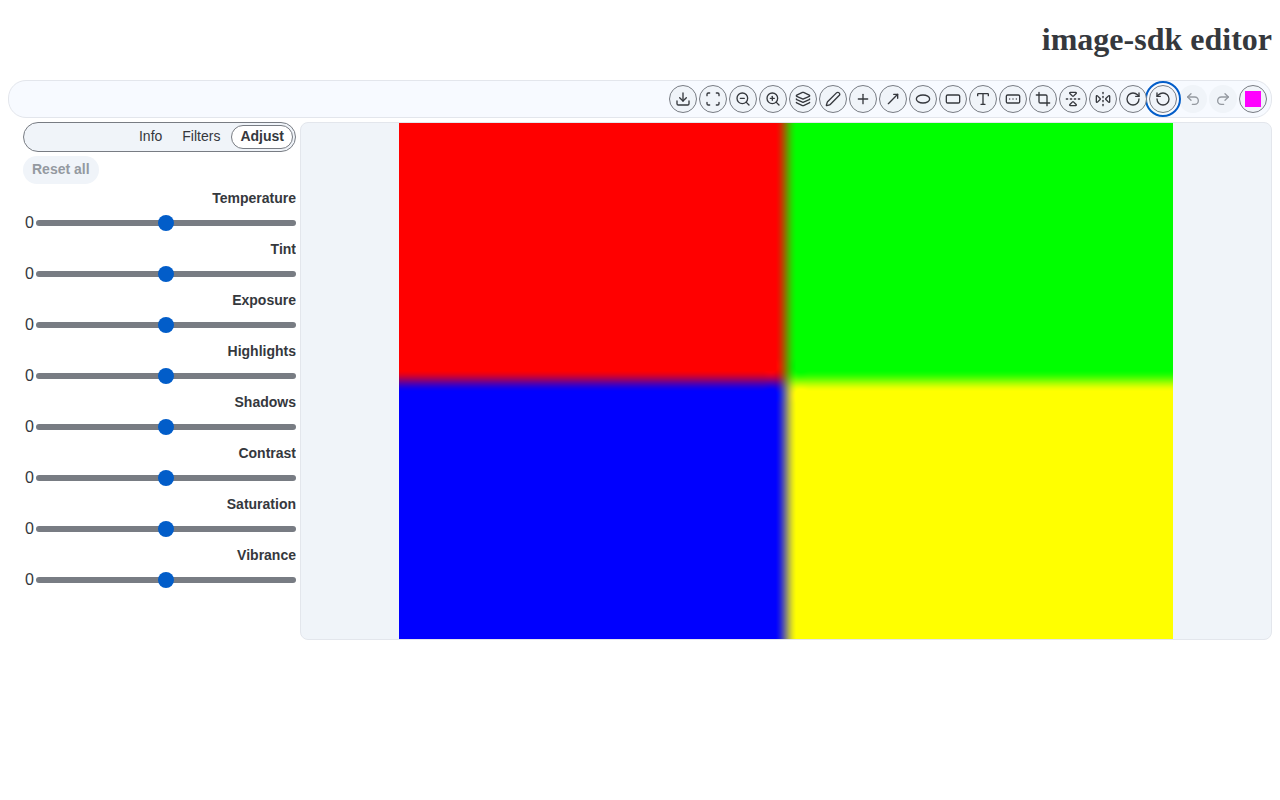 image-sdk editor
Info Filters Adjust
Reset all
Temperature
0
Tint
0
Exposure
0
Highlights
0
Shadows
0
Contrast
0
Saturation
0
Vibrance
0